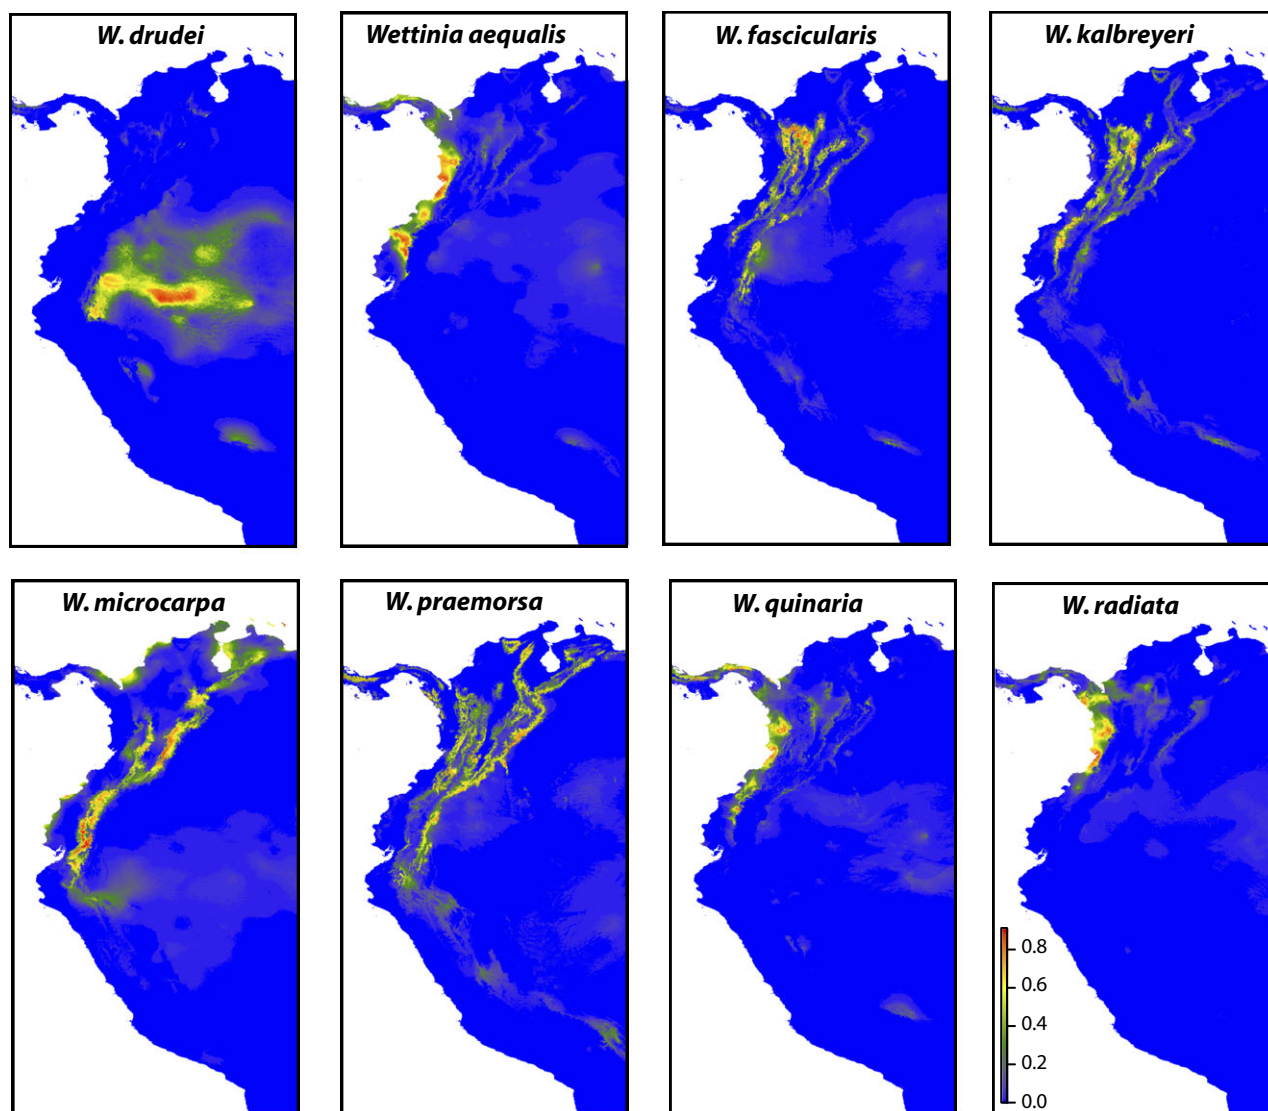 W. drudei
Wettinia aequalis
W. fascicularis
W. kalbreyeri
W. microcarpa
W. praemorsa
W. quinaria
W. radiata
0.8
0.6
0.4
0.2
0.0